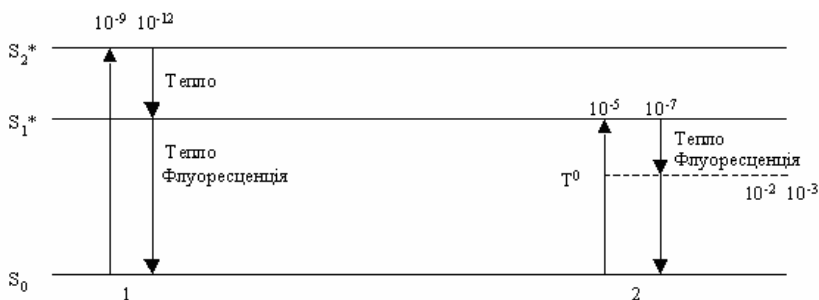 10⁻⁹ 10⁻¹²
S₂*
Тепло
S₁*
10⁻⁵ 10⁻⁷
Тепло
Флуоресценція
Тепло
Флуоресценція
T⁰
10⁻² 10⁻³
S₀
1
2